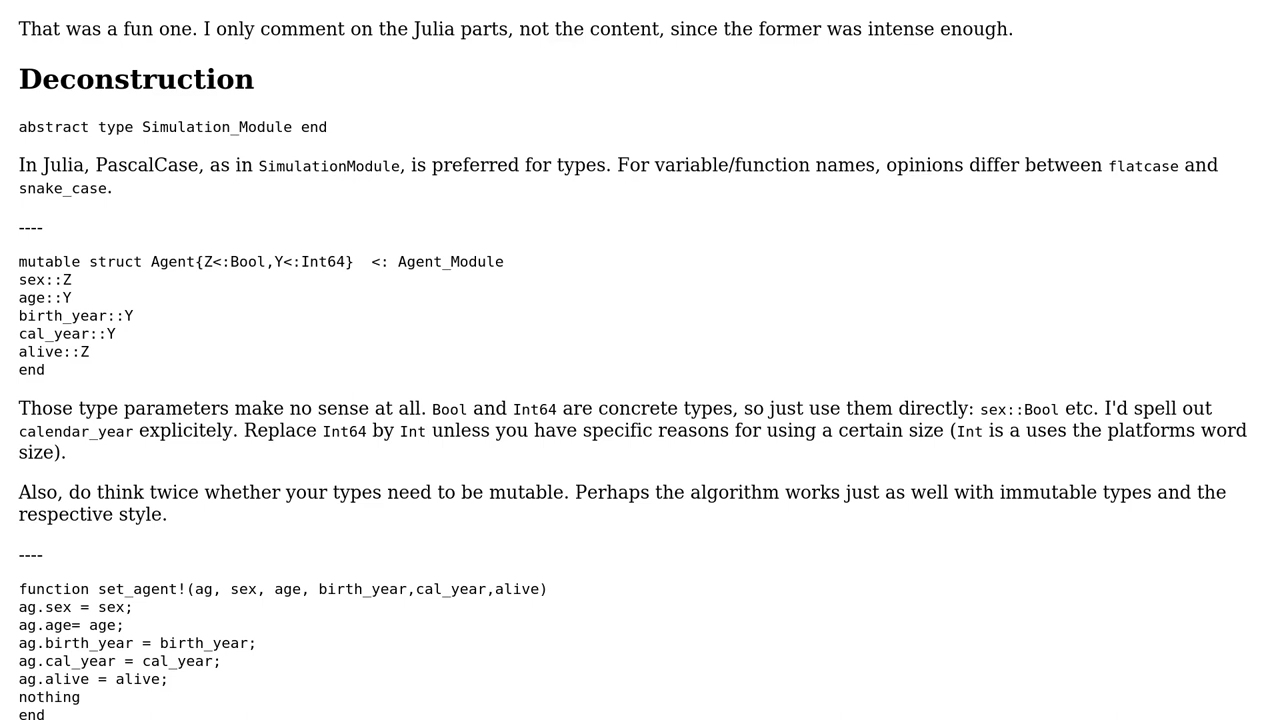 That was a fun one. I only comment on the Julia parts, not the content, since the former was intense enough.
Deconstruction
abstract type Simulation_Module end
In Julia, PascalCase, as in SimulationModule, is preferred for types. For variable/function names, opinions differ between flatcase and
snake_case.
----
mutable struct Agent{Z<:Bool,Y<:Int64}  <: Agent_Module
sex::Z
age::Y
birth_year::Y
cal_year::Y
alive::Z
end
Those type parameters make no sense at all. Bool and Int64 are concrete types, so just use them directly: sex::Bool etc. I'd spell out
calendar_year explicitely. Replace Int64 by Int unless you have specific reasons for using a certain size (Int is a uses the platforms word
size).
Also, do think twice whether your types need to be mutable. Perhaps the algorithm works just as well with immutable types and the
respective style.
----
function set_agent!(ag, sex, age, birth_year,cal_year,alive)
ag.sex = sex;
ag.age= age;
ag.birth_year = birth_year;
ag.cal_year = cal_year;
ag.alive = alive;
nothing
end